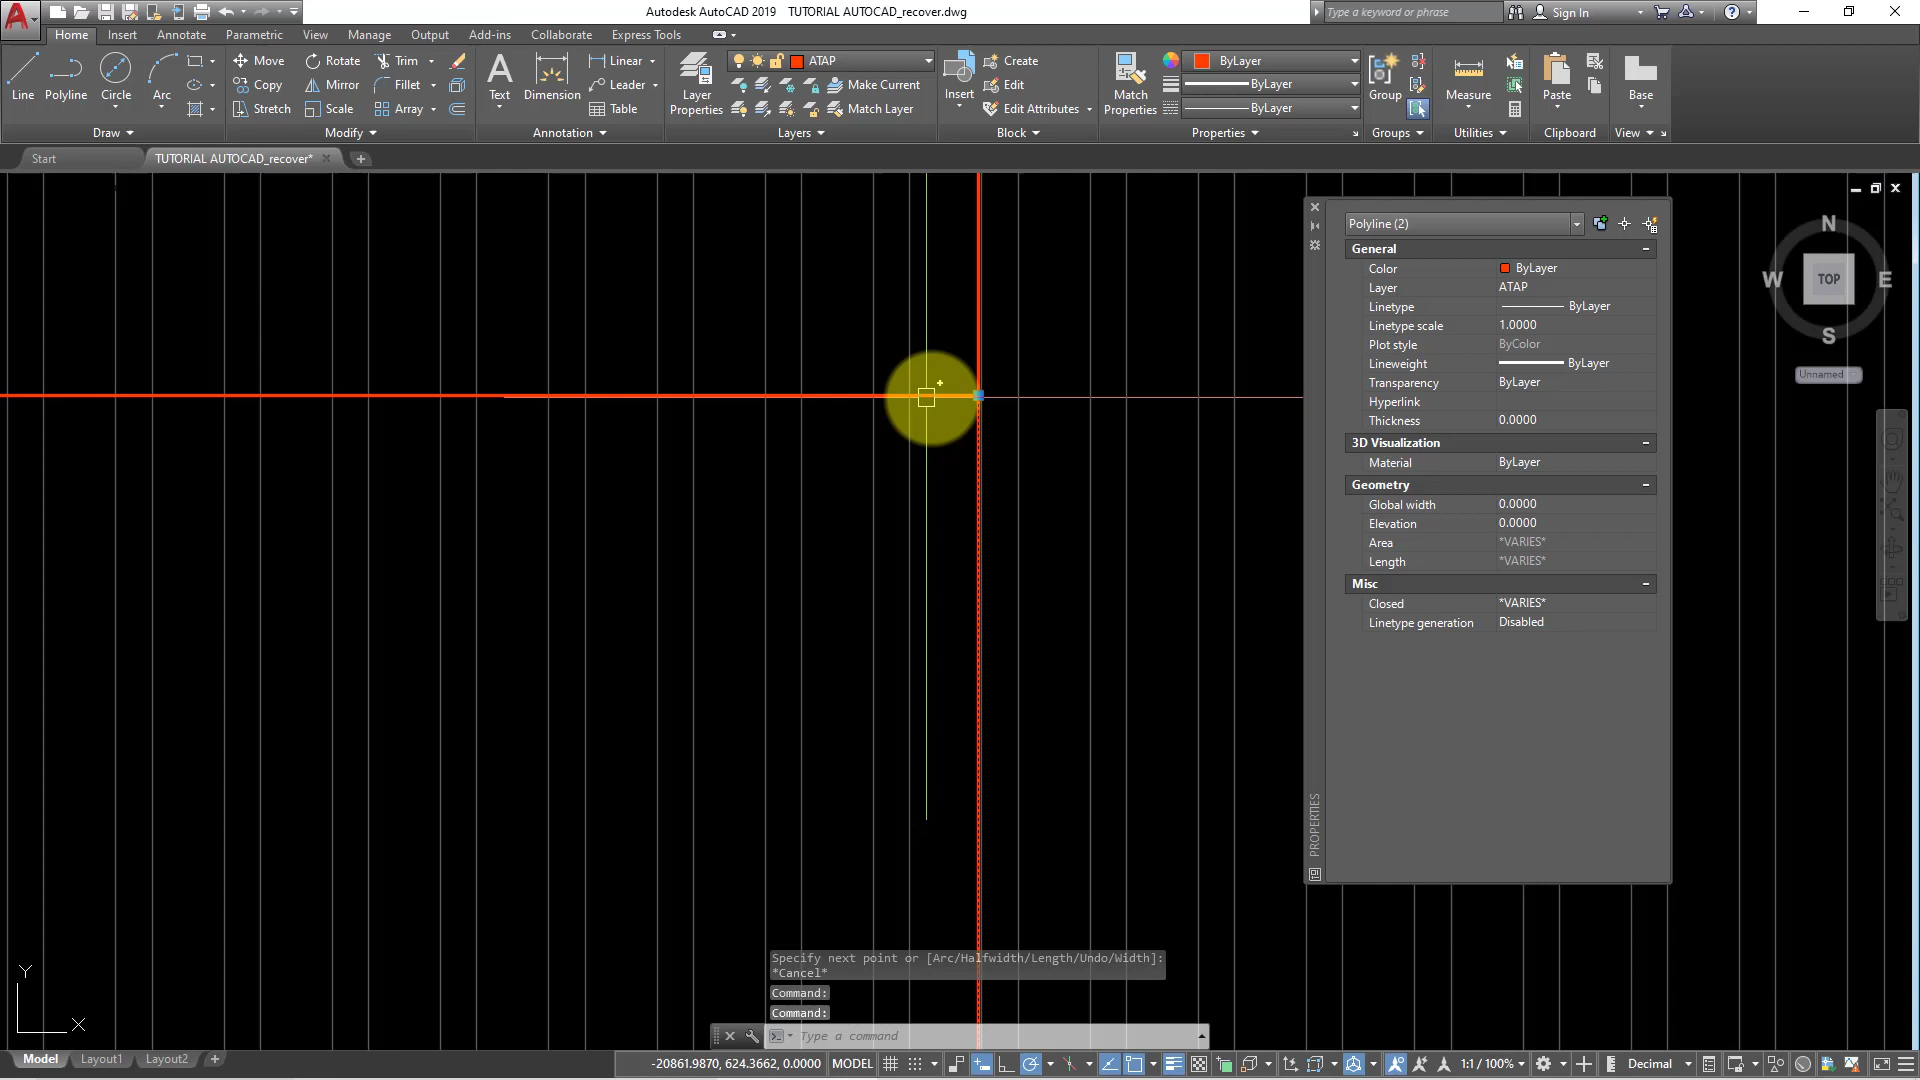 Autodesk AutoCAD 2019 TUTORIAL AUTOCAD_recover.dwg
Type a keyword or phrase
Sign In
Home Insert Annotate Parametric View Manage Output Add-ins Collaborate Express Tools
Line Polyline Circle Arc
Draw
Move Rotate Trim
Copy Mirror Fillet
Stretch Scale Array
Modify
Text Dimension
Linear
Leader
Table
Annotation
Layer Properties
ATAP
Make Current
Match Layer
Layers
Insert
Create
Edit
Edit Attributes
Block
Match Properties
ByLayer
ByLayer
ByLayer
Properties
Group
Groups
Measure
Utilities
Paste
Clipboard
Base
View
Start
TUTORIAL AUTOCAD_recover*
Polyline (2)
General
Color ByLayer
Layer ATAP
Linetype ByLayer
Linetype scale 1.0000
Plot style ByColor
Lineweight ByLayer
Transparency ByLayer
Hyperlink
Thickness 0.0000
3D Visualization
Material ByLayer
Geometry
Global width 0.0000
Elevation 0.0000
Area *VARIES*
Length *VARIES*
Misc
Closed *VARIES*
Linetype generation Disabled
PROPERTIES
N
W TOP E
S
Unnamed
Y
X
Specify next point or [Arc/Halfwidth/Length/Undo/Width]:
*Cancel*
Command:
Command:
Type a command
Model Layout1 Layout2
-20861.9870, 624.3662, 0.0000 MODEL 1:1 / 100% Decimal